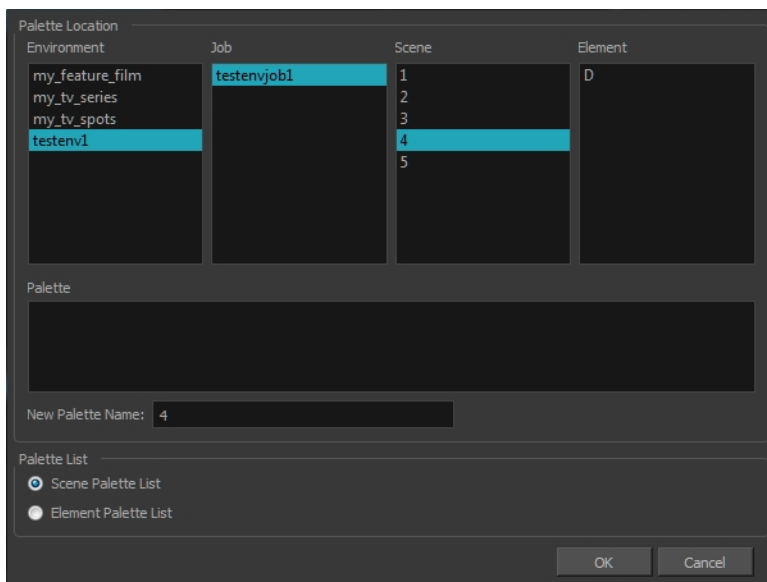 Palette Location
Environment Job Scene Element
my_feature_film testenvjob1 1 D
my_tv_series 2
my_tv_spots 3
testenv1 4
5
Palette
New Palette Name: 4
Palette List
Scene Palette List
Element Palette List
OK Cancel